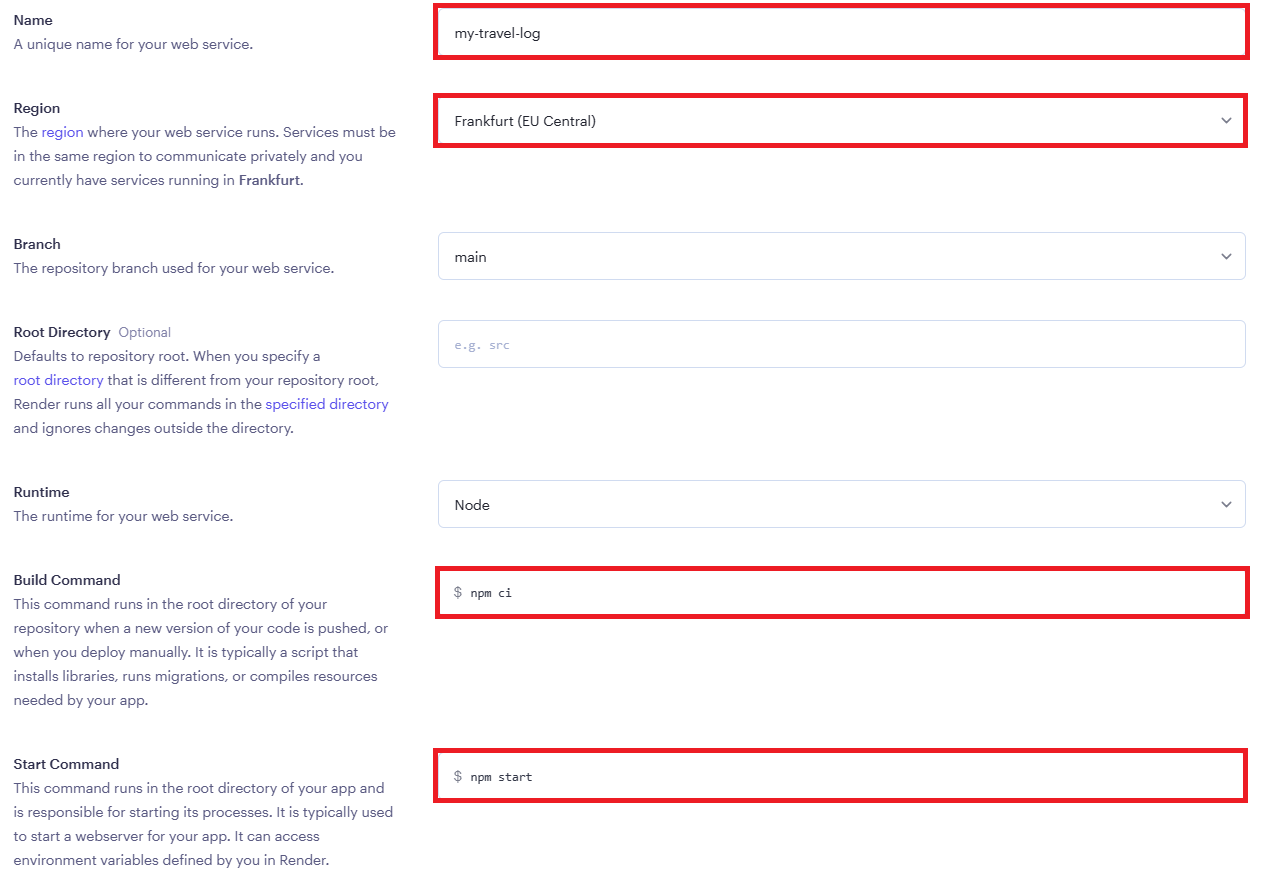 Name
A unique name for your web service.
my-travel-log
Region
The region where your web service runs. Services must be
in the same region to communicate privately and you
currently have services running in Frankfurt.
Frankfurt (EU Central)
Branch
The repository branch used for your web service.
main
Root Directory Optional
Defaults to repository root. When you specify a
root directory that is different from your repository root,
Render runs all your commands in the specified directory
and ignores changes outside the directory.
e.g. src
Runtime
The runtime for your web service.
Node
Build Command
This command runs in the root directory of your
repository when a new version of your code is pushed, or
when you deploy manually. It is typically a script that
installs libraries, runs migrations, or compiles resources
needed by your app.
$ npm ci
Start Command
This command runs in the root directory of your app and
is responsible for starting its processes. It is typically used
to start a webserver for your app. It can access
environment variables defined by you in Render.
$ npm start